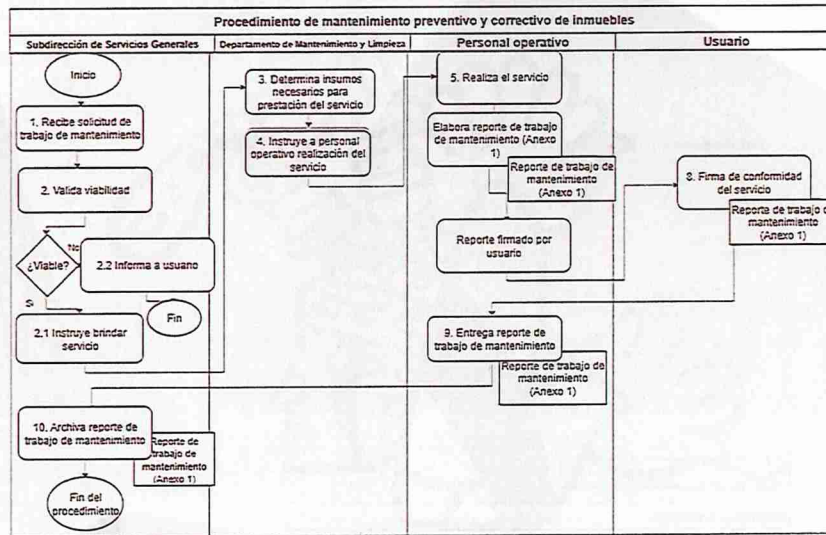 Procedimiento de mantenimiento preventivo y correctivo de inmuebles
Subdirección de Servicios Generales
Departamento de Mantenimiento y Limpieza
Personal operativo
Usuario
Inicio
1. Recibe solicitud de
trabajo de mantenimiento
2. Valida viabilidad
¿Viable?
No
2.2 Informa a usuario
Fin
Si
2.1 Instruye brindar
servicio
3. Determina insumos
necesarios para
prestación del servicio
4. Instruye a personal
operativo realización del
servicio
5. Realiza el servicio
Elabora reporte de trabajo
de mantenimiento (Anexo
1)
Reporte de trabajo de
mantenimiento
(Anexo 1)
Reporte firmado por
usuario
8. Firma de conformidad
del servicio
Reporte de trabajo de
mantenimiento
(Anexo 1)
9. Entrega reporte de
trabajo de mantenimiento
Reporte de trabajo de
mantenimiento
(Anexo 1)
10. Archiva reporte de
trabajo de mantenimiento
Reporte de
trabajo de
mantenimiento
(Anexo 1)
Fin del
procedimiento